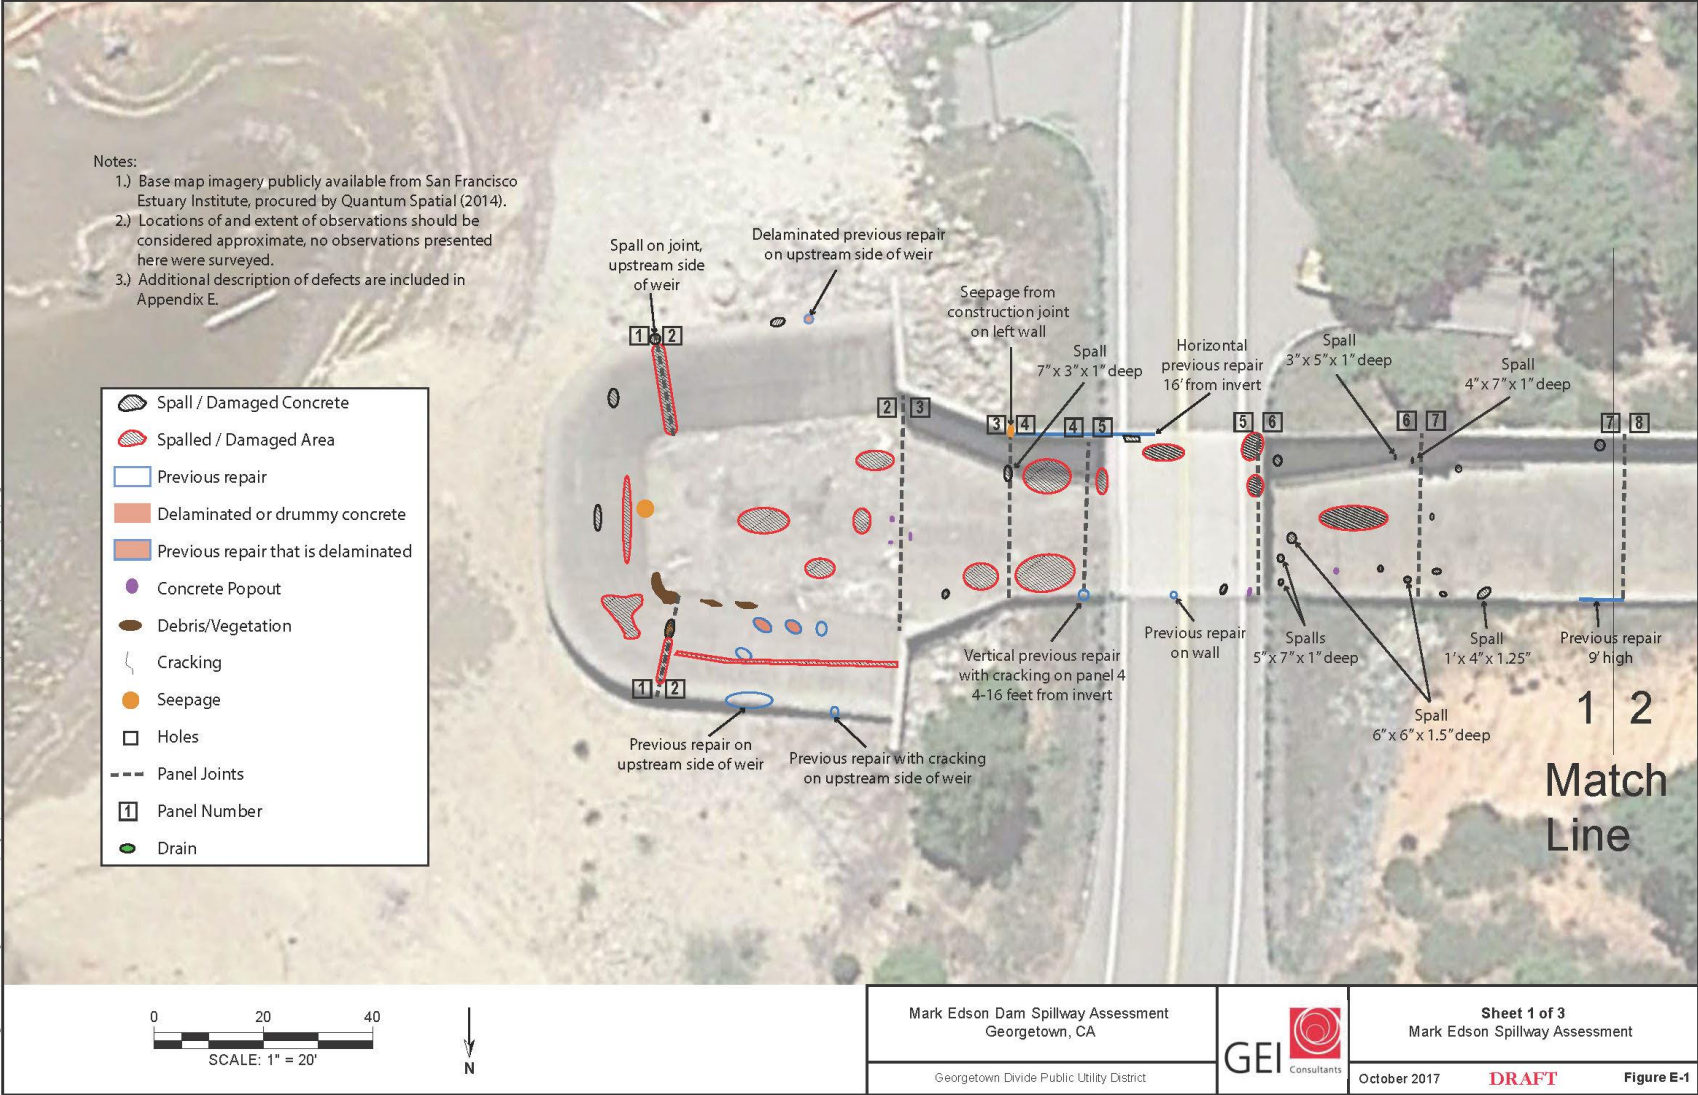 Notes:
1.) Base map imagery publicly available from San Francisco
Estuary Institute, procured by Quantum Spatial (2014).
2.) Locations of and extent of observations should be
considered approximate, no observations presented
here were surveyed.
3.) Additional description of defects are included in
Appendix E.
Spall on joint,
upstream side
of weir
Delaminated previous repair
on upstream side of weir
Seepage from
construction joint
on left wall
Spall
7”x 3”x 1”deep
Horizontal
previous repair
16’from invert
Spall
3”x 5”x 1”deep
Spall
4”x 7”x 1”deep
1 2
2 3
3 4
4 5
5 6
6 7
7 8
Spall / Damaged Concrete
Spalled / Damaged Area
Previous repair
Delaminated or drummy concrete
Previous repair that is delaminated
Concrete Popout
Debris/Vegetation
Cracking
Seepage
Holes
Panel Joints
1 Panel Number
Drain
1 2
Previous repair on
upstream side of weir
Previous repair with cracking
on upstream side of weir
Vertical previous repair
with cracking on panel 4
4-16 feet from invert
Previous repair
on wall
Spalls
5”x 7”x 1”deep
Spall
6”x 6”x 1.5”deep
Spall
1’x 4”x 1.25”
Previous repair
9’ high
1 2
Match
Line
0 20 40
SCALE: 1" = 20'
N
Mark Edson Dam Spillway Assessment
Georgetown, CA
Georgetown Divide Public Utility District
GEI
Consultants
Sheet 1 of 3
Mark Edson Spillway Assessment
October 2017 DRAFT Figure E-1